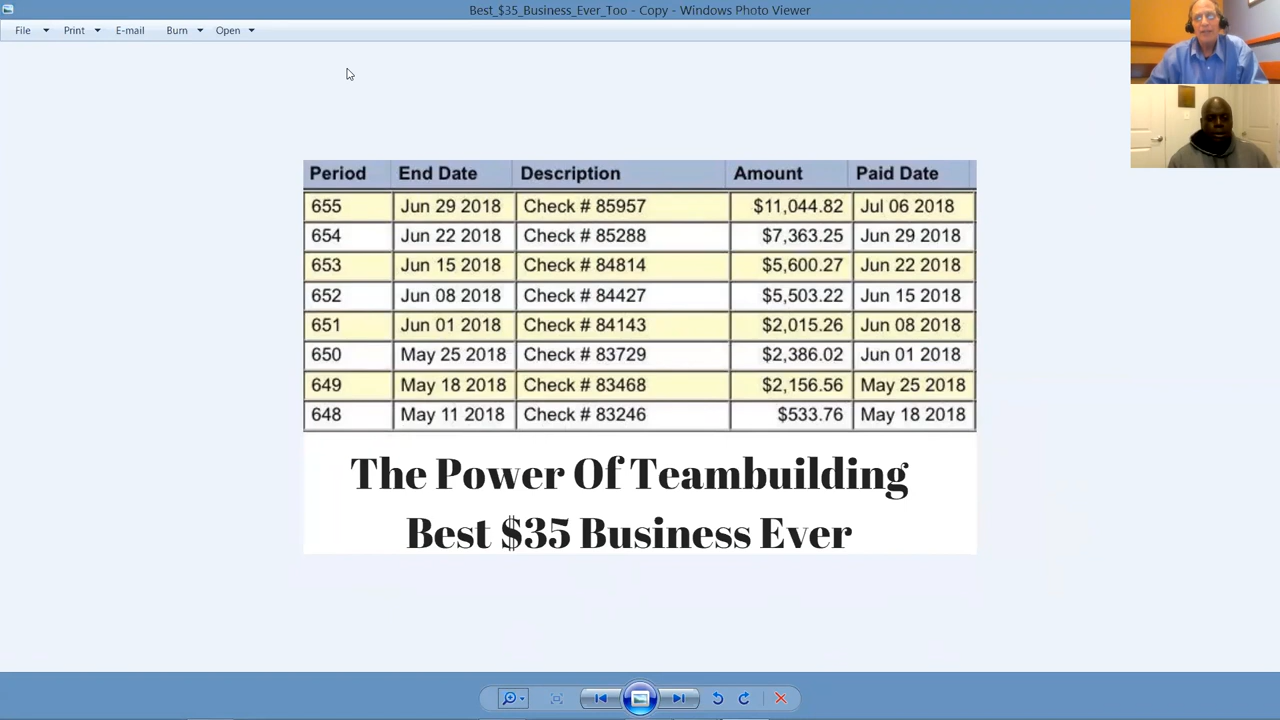 Best_$35_Business_Ever_Too - Copy - Windows Photo Viewer
File Print E-mail Burn Open
Period End Date Description Amount Paid Date
655 Jun 29 2018 Check # 85957 $11,044.82 Jul 06 2018
654 Jun 22 2018 Check # 85288 $7,363.25 Jun 29 2018
653 Jun 15 2018 Check # 84814 $5,600.27 Jun 22 2018
652 Jun 08 2018 Check # 84427 $5,503.22 Jun 15 2018
651 Jun 01 2018 Check # 84143 $2,015.26 Jun 08 2018
650 May 25 2018 Check # 83729 $2,386.02 Jun 01 2018
649 May 18 2018 Check # 83468 $2,156.56 May 25 2018
648 May 11 2018 Check # 83246 $533.76 May 18 2018
The Power Of Teambuilding
Best $35 Business Ever